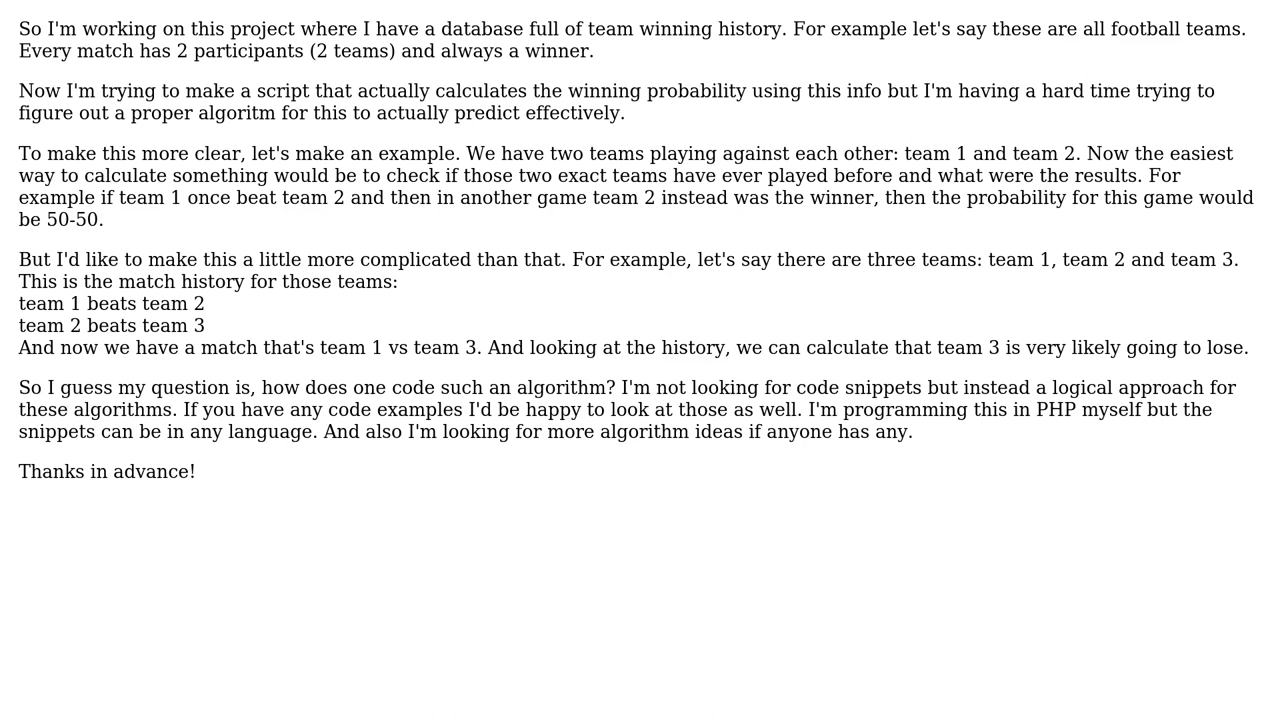 So I'm working on this project where I have a database full of team winning history. For example let's say these are all football teams.
Every match has 2 participants (2 teams) and always a winner.
Now I'm trying to make a script that actually calculates the winning probability using this info but I'm having a hard time trying to
figure out a proper algoritm for this to actually predict effectively.
To make this more clear, let's make an example. We have two teams playing against each other: team 1 and team 2. Now the easiest
way to calculate something would be to check if those two exact teams have ever played before and what were the results. For
example if team 1 once beat team 2 and then in another game team 2 instead was the winner, then the probability for this game would
be 50-50.
But I'd like to make this a little more complicated than that. For example, let's say there are three teams: team 1, team 2 and team 3.
This is the match history for those teams:
team 1 beats team 2
team 2 beats team 3
And now we have a match that's team 1 vs team 3. And looking at the history, we can calculate that team 3 is very likely going to lose.
So I guess my question is, how does one code such an algorithm? I'm not looking for code snippets but instead a logical approach for
these algorithms. If you have any code examples I'd be happy to look at those as well. I'm programming this in PHP myself but the
snippets can be in any language. And also I'm looking for more algorithm ideas if anyone has any.
Thanks in advance!